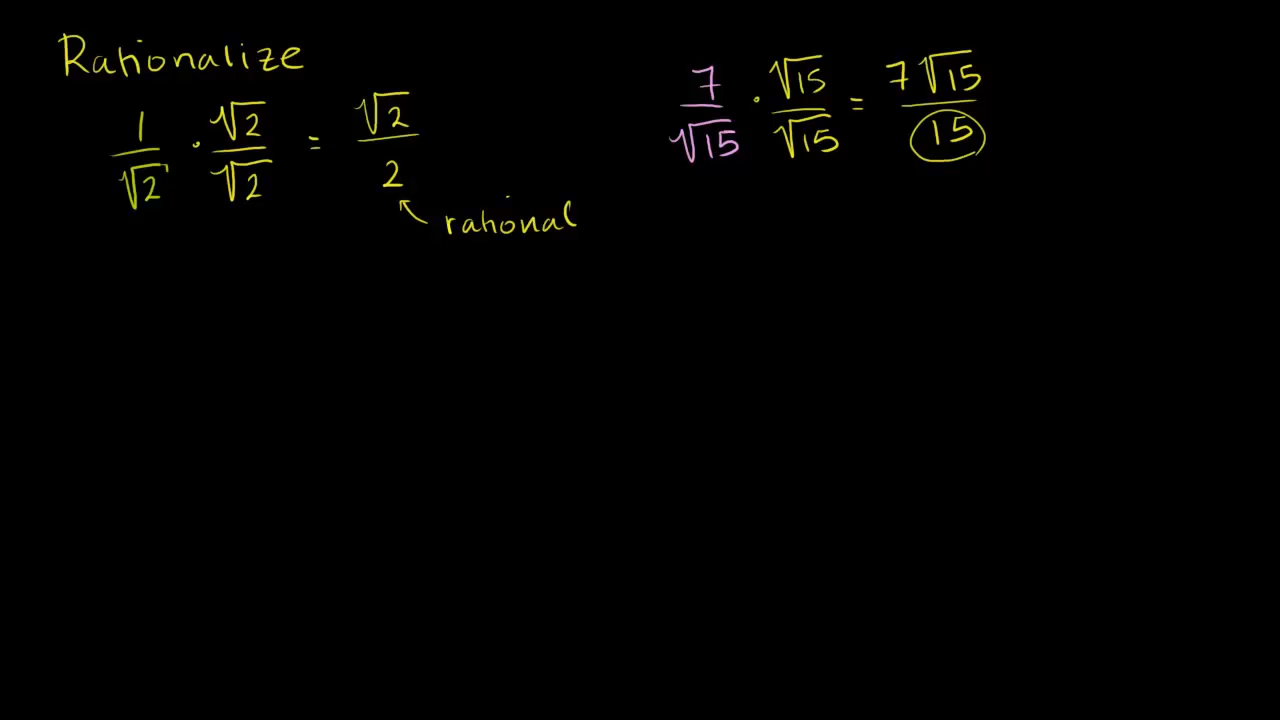 Rationalize
1/√2 · √2/√2 = √2/2
rational
7/√15 · √15/√15 = 7√15/15